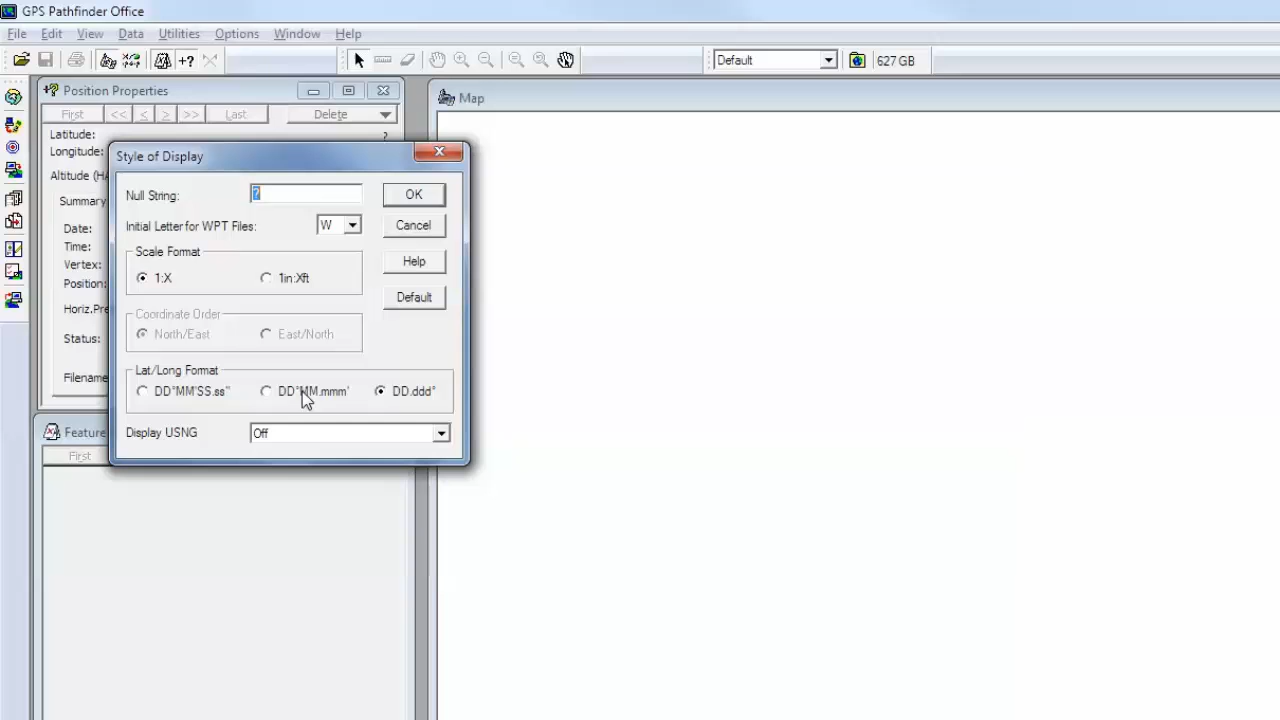 GPS Pathfinder Office
File Edit View Data Utilities Options Window Help
Default 627 GB
Position Properties
First << < > >> Last Delete
Map
Latitude: ?
Longitude:
Altitude (HA
Summary
Date:
Time:
Vertex:
Position:
Horiz.Pre
Status:
Filename
Style of Display
Null String: ? OK
Initial Letter for WPT Files: W Cancel
Scale Format
1:X 1in:Xft
Help
Default
Coordinate Order
North/East East/North
Lat/Long Format
DD°MM'SS.ss" DD°MM.mmm' DD.ddd°
Display USNG Off
Feature
First